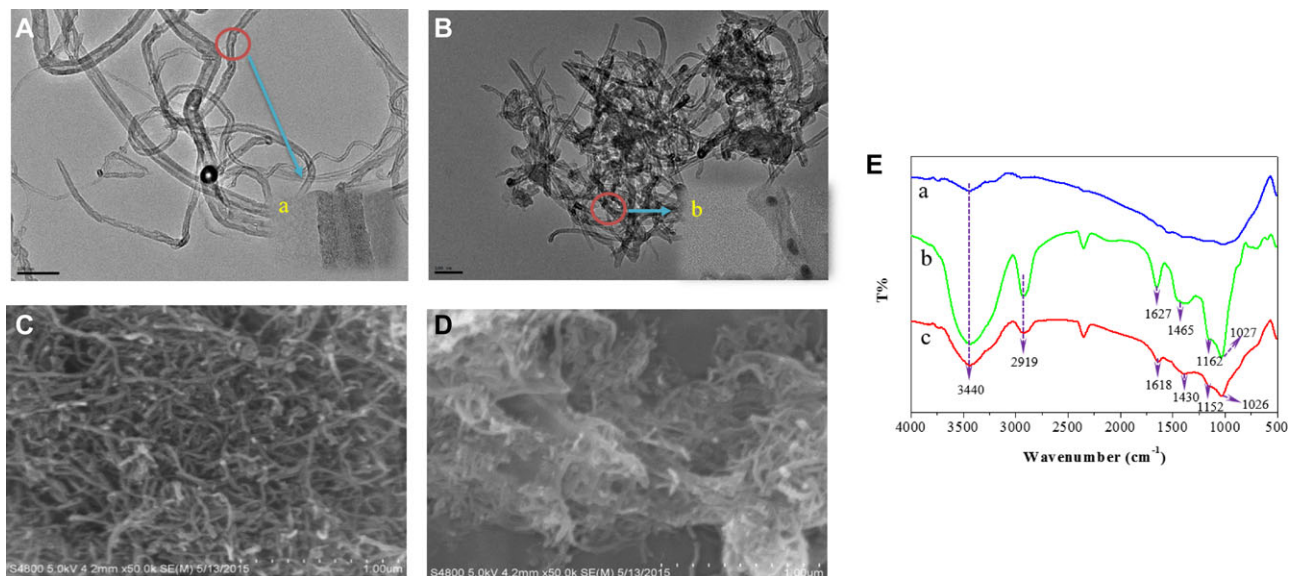 A
a
B
b
C
S4800 5.0kV 4.2mm x50.0k SE(M) 5/13/2015
1.00um
D
S4800 5.0kV 4.2mm x50.0k SE(M) 5/13/2015
1.00um
E
a
b
c
T%
3440
2919
1627
1465
1162
1027
1618
1430
1152
1026
4000 3500 3000 2500 2000 1500 1000 500
Wavenumber (cm⁻¹)